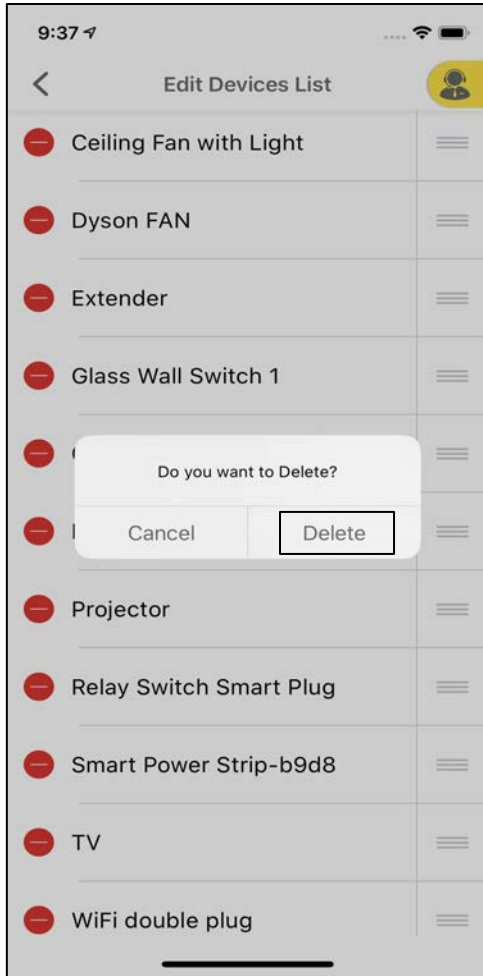 9:37
Edit Devices List
Ceiling Fan with Light
Dyson FAN
Extender
Glass Wall Switch 1
Do you want to Delete?
Cancel Delete
Projector
Relay Switch Smart Plug
Smart Power Strip-b9d8
TV
WiFi double plug